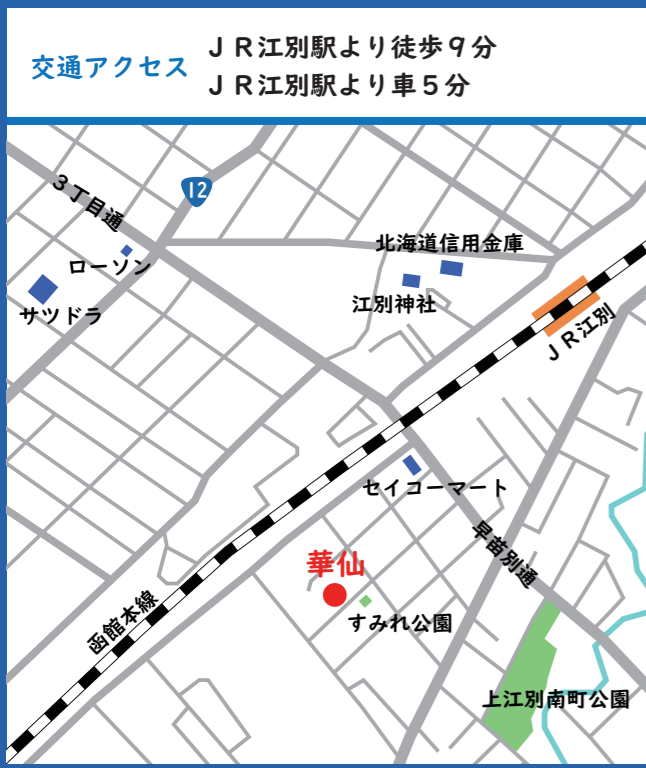 交通アクセス
ＪＲ江別駅より徒歩９分
ＪＲ江別駅より車５分
３丁目通
12
ローソン
サツドラ
北海道信用金庫
江別神社
ＪＲ江別
セイコーマート
早苗別通
華仙
すみれ公園
函館本線
上江別南町公園